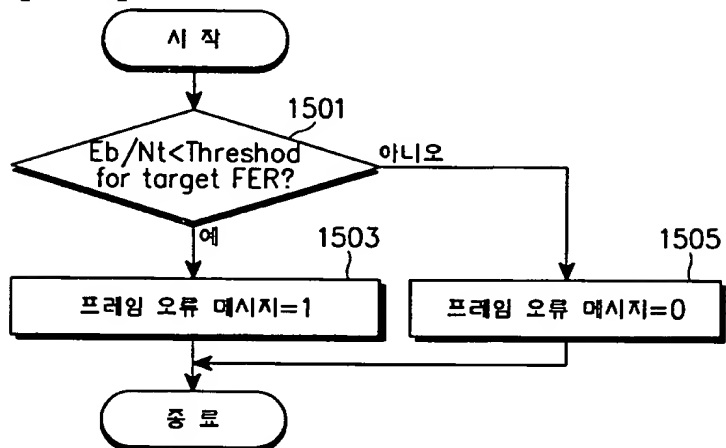 시 작
1501
Eb/Nt<Threshod
for target FER?
아니오
예
1503
프레임 오류 메시지=1
1505
프레임 오류 메시지=0
종 료